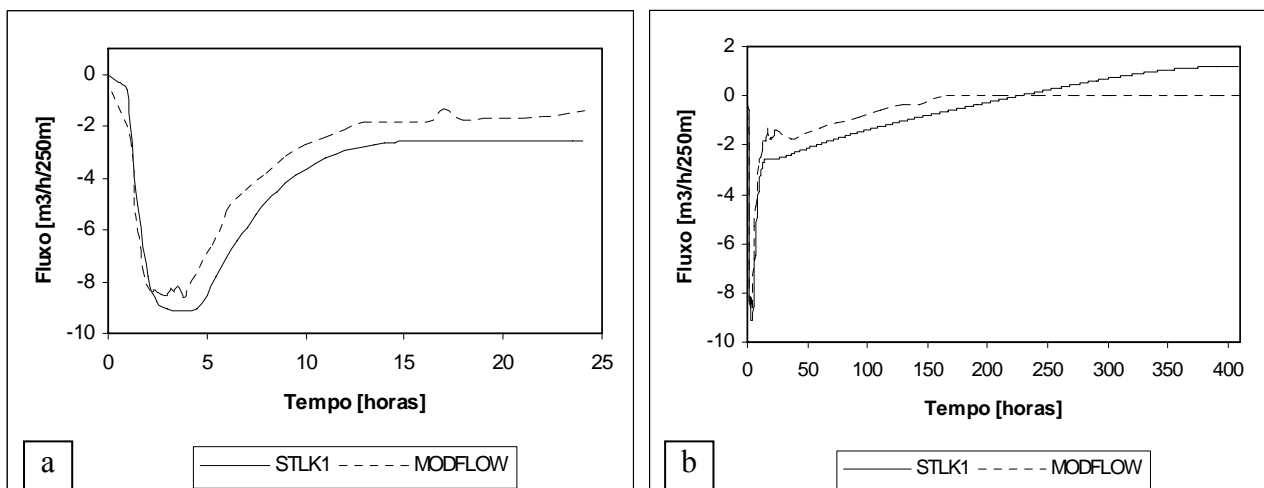 0
-2
-4
-6
-8
-10
Fluxo [m3/h/250m]
0 5 10 15 20 25
Tempo [horas]
a
STLK1 MODFLOW
2
0
-2
-4
-6
-8
-10
Fluxo [m3/h/250m]
0 50 100 150 200 250 300 350 400
Tempo [horas]
b
STLK1 MODFLOW